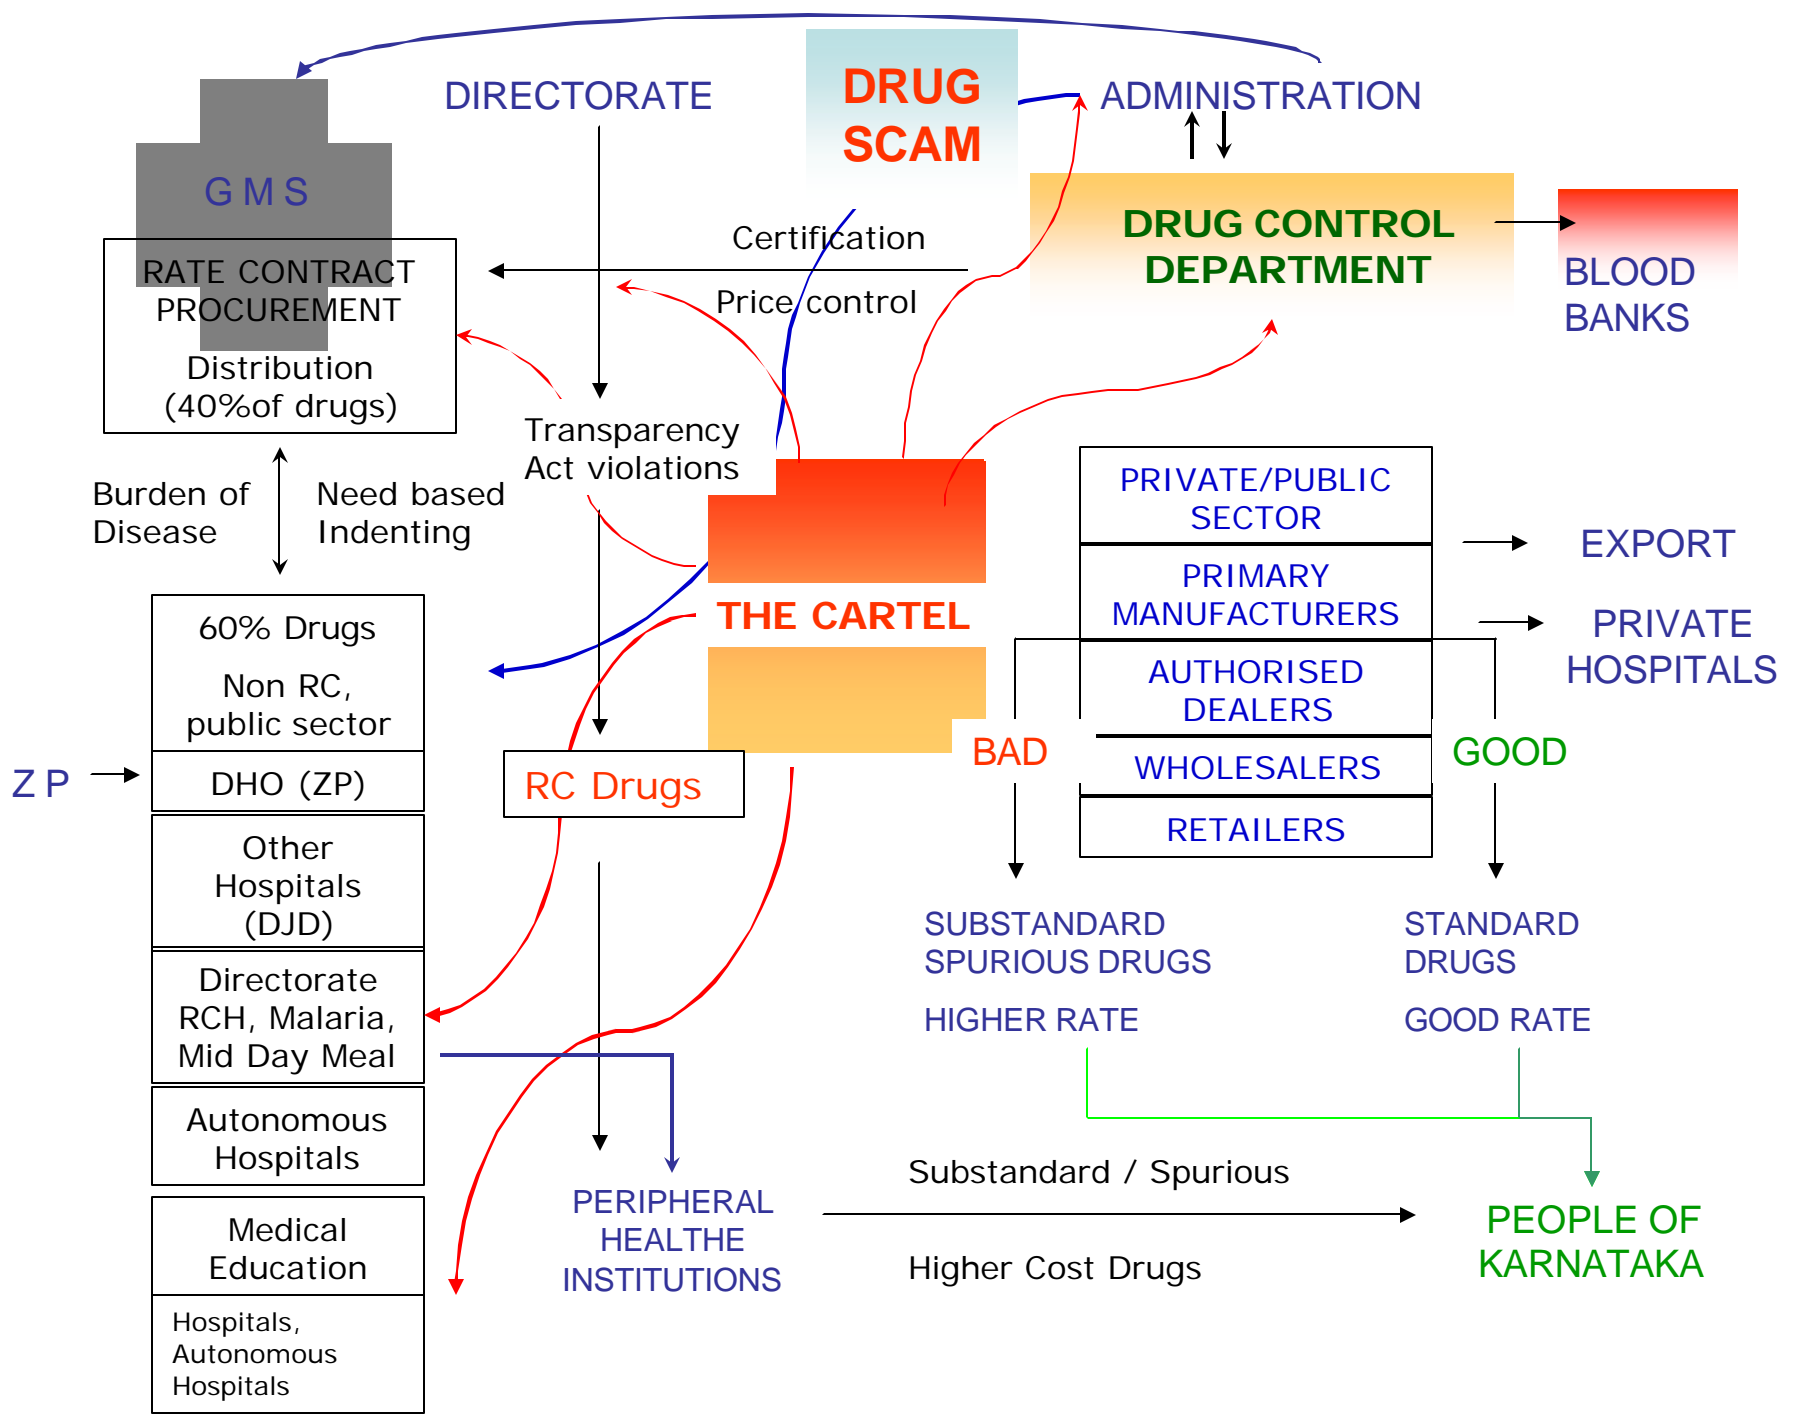 DIRECTORATE
DRUG
SCAM
ADMINISTRATION
G M S
RATE CONTRACT
PROCUREMENT
Distribution
(40%of drugs)
Certification
Price control
DRUG CONTROL
DEPARTMENT
BLOOD
BANKS
Transparency
Act violations
Burden of
Disease
Need based
Indenting
THE CARTEL
PRIVATE/PUBLIC
SECTOR
PRIMARY
MANUFACTURERS
AUTHORISED
DEALERS
WHOLESALERS
RETAILERS
EXPORT
PRIVATE
HOSPITALS
BAD
GOOD
60% Drugs
Non RC,
public sector
Z P
DHO (ZP)
RC Drugs
Other
Hospitals
(DJD)
Directorate
RCH, Malaria,
Mid Day Meal
Autonomous
Hospitals
Medical
Education
Hospitals,
Autonomous
Hospitals
SUBSTANDARD
SPURIOUS DRUGS
HIGHER RATE
STANDARD
DRUGS
GOOD RATE
PERIPHERAL
HEALTHE
INSTITUTIONS
Substandard / Spurious
Higher Cost Drugs
PEOPLE OF
KARNATAKA